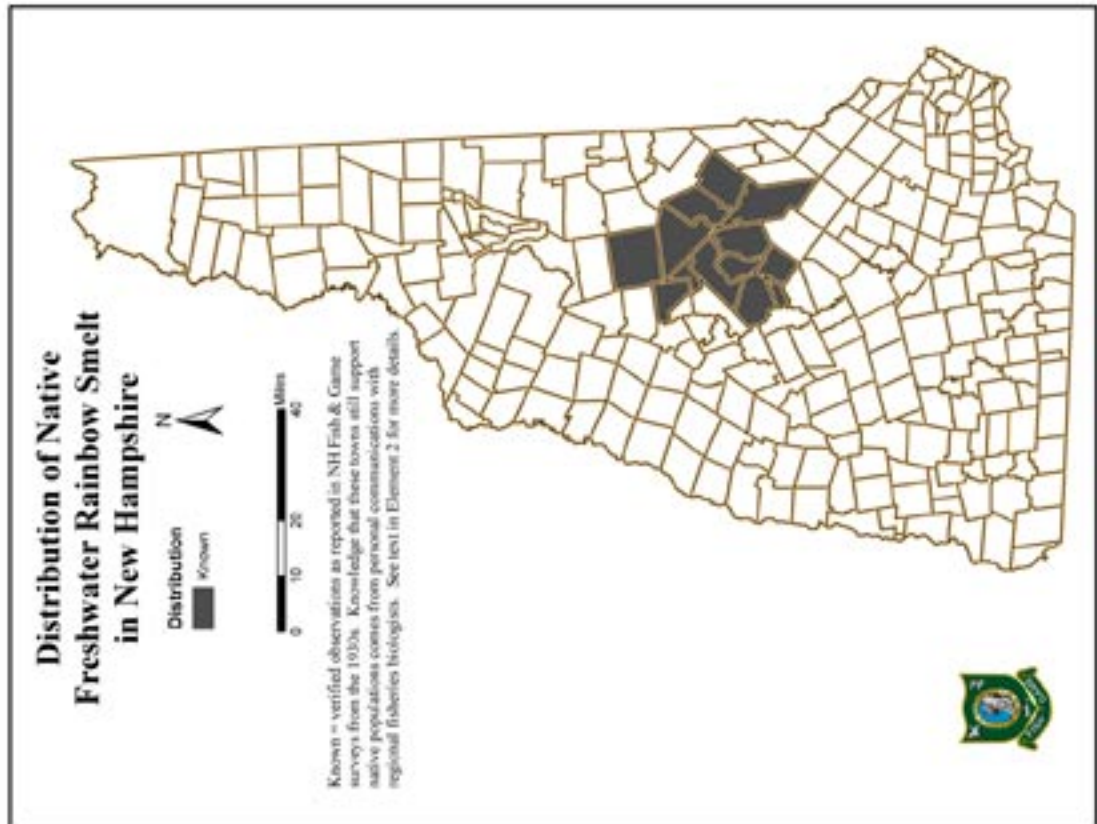 Distribution of Native
Freshwater Rainbow Smelt
in New Hampshire
N
Distribution
Known
0 10 20 40
Miles
Known = verified observations as reported in NH Fish & Game
surveys from the 1930s. Knowledge that these towns still support
native populations comes from personal communications with
regional fisheries biologists. See text in Element 2 for more details.